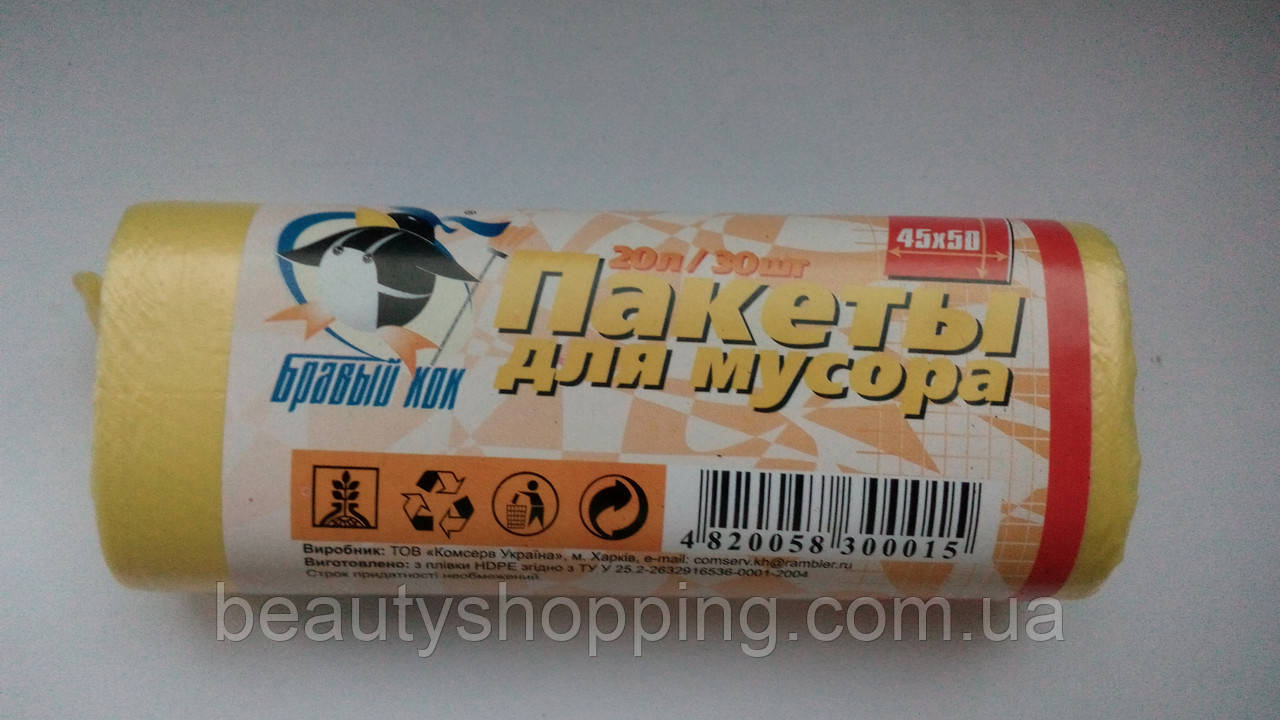 ®
45х50
20л/30шт
Пакеты
для мусора
Бравый кок
4 820058 300015
Виробник: ТОВ «Комсерв Україна», м. Харків, e-mail: comserv.kh@rambler.ru
Виготовлено: з плівки HDPE згідно з ТУ У 25.2-2632916536-0001-2004
Строк придатності необмежений.
beautyshopping.com.ua